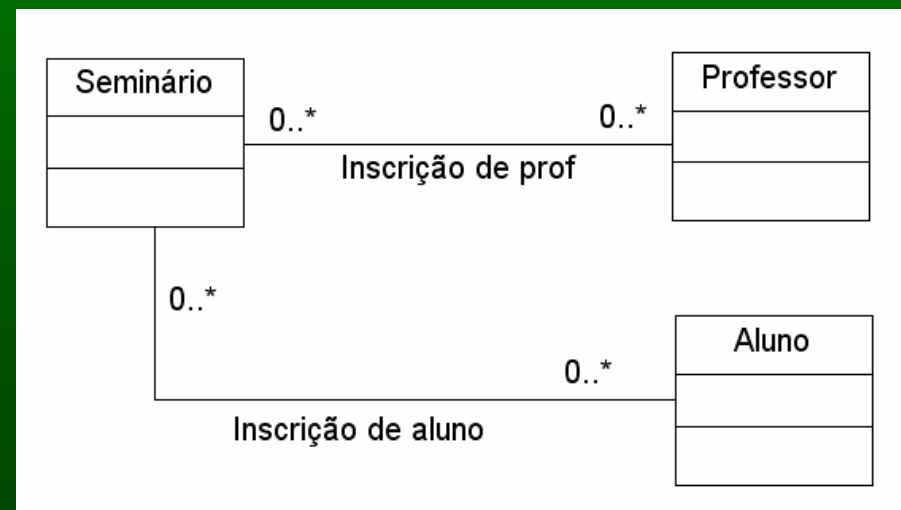 Seminário
Professor
0..*
0..*
Inscrição de prof
0..*
Aluno
0..*
Inscrição de aluno